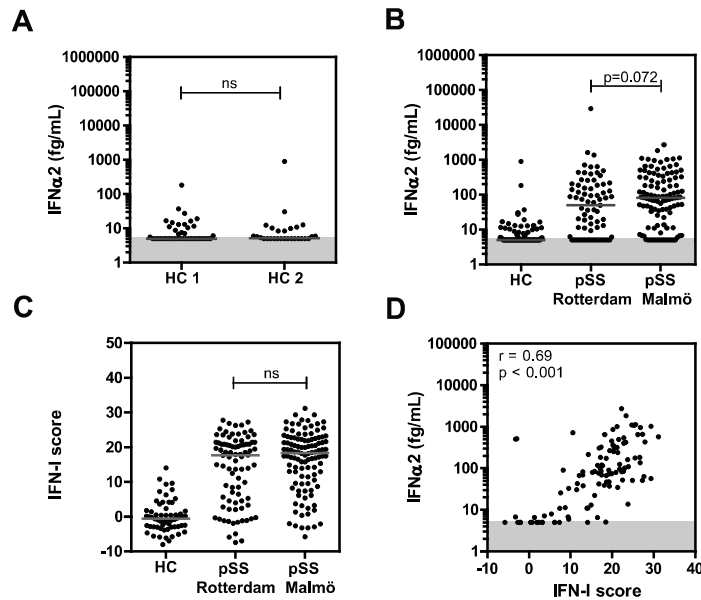 A
IFNα2 (fg/mL)
1000000
100000
10000
1000
100
10
1
ns
HC 1
HC 2
B
IFNα2 (fg/mL)
1000000
100000
10000
1000
100
10
1
p=0.072
HC
pSS
Rotterdam
pSS
Malmö
C
IFN-I score
50
40
30
20
10
0
-10
ns
HC
pSS
Rotterdam
pSS
Malmö
D
IFNα2 (fg/mL)
100000
10000
1000
100
10
1
r = 0.69
p < 0.001
-10
0
10
20
30
40
IFN-I score